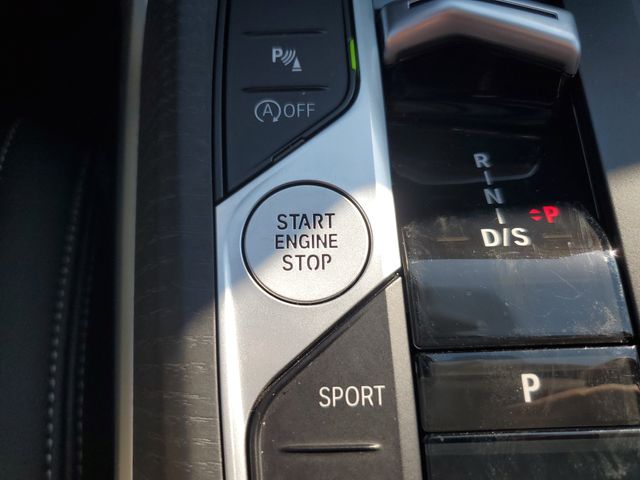 P
A OFF
START
ENGINE
STOP
R
N
D/S
P
SPORT
P